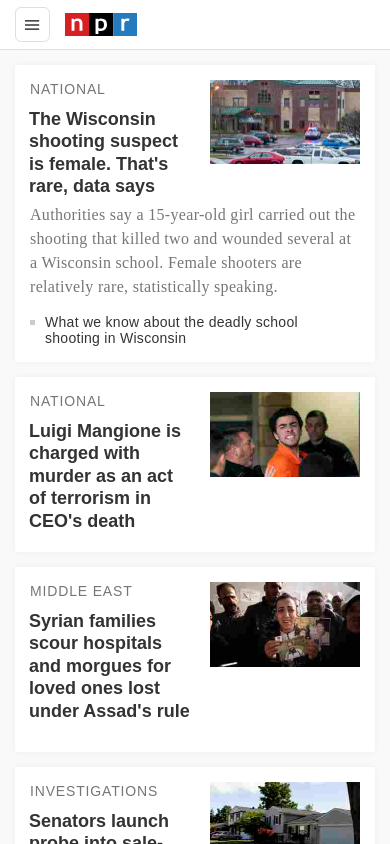 npr
NATIONAL
The Wisconsin
shooting suspect
is female. That's
rare, data says
Authorities say a 15-year-old girl carried out the
shooting that killed two and wounded several at
a Wisconsin school. Female shooters are
relatively rare, statistically speaking.
What we know about the deadly school
shooting in Wisconsin
NATIONAL
Luigi Mangione is
charged with
murder as an act
of terrorism in
CEO's death
MIDDLE EAST
Syrian families
scour hospitals
and morgues for
loved ones lost
under Assad's rule
INVESTIGATIONS
Senators launch
probe into sale-